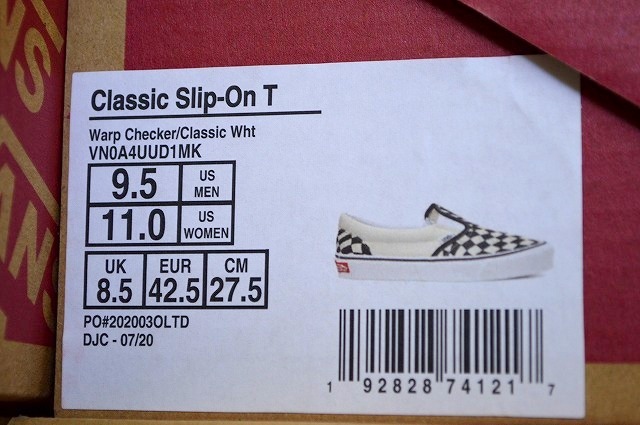 Classic Slip-On T
Warp Checker/Classic Wht
VN0A4UUD1MK
9.5 US MEN
11.0 US WOMEN
UK EUR CM
8.5 42.5 27.5
PO#202003OLTD
DJC - 07/20
1 92828 74121 7